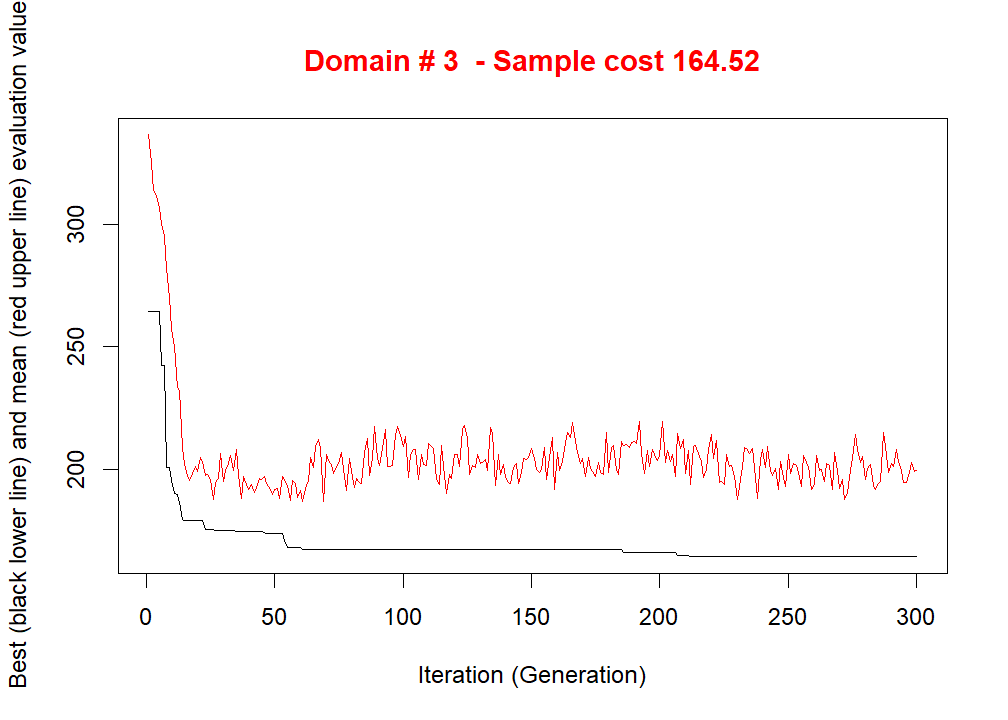 Domain # 3  - Sample cost 164.52
Best (black lower line) and mean (red upper line) evaluation value
300
250
200
0 50 100 150 200 250 300
Iteration (Generation)